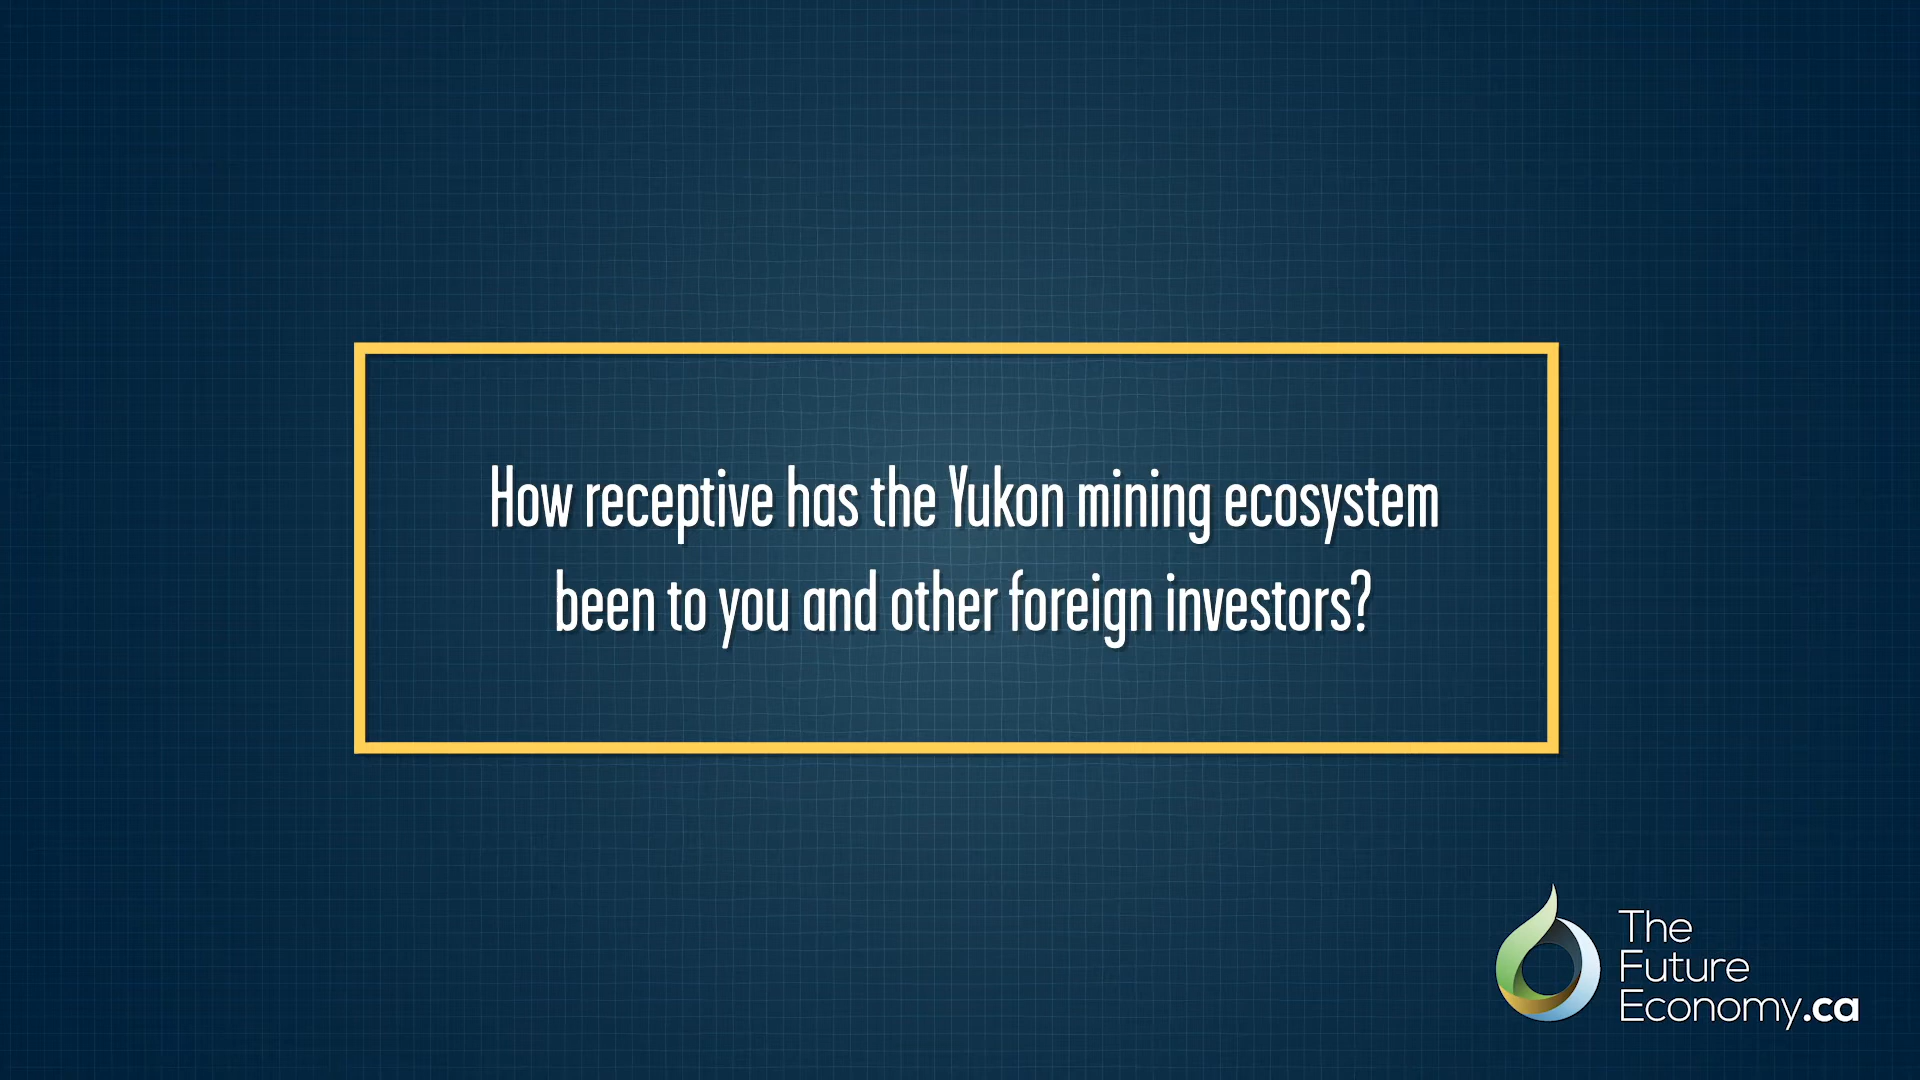 How receptive has the Yukon mining ecosystem
been to you and other foreign investors?
The
Future
Economy.ca